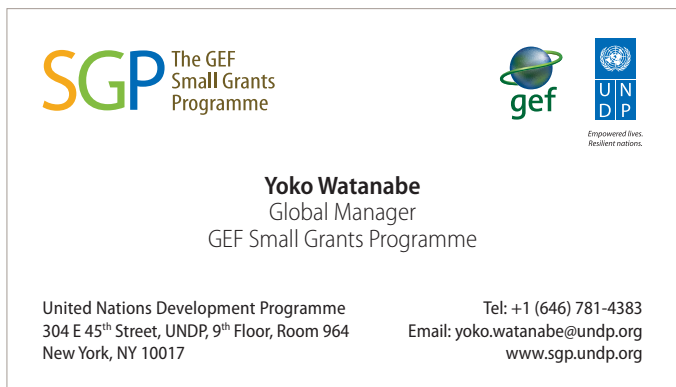 SGP
The GEF
Small Grants
Programme
gef
U N
D P
Empowered lives.
Resilient nations.
Yoko Watanabe
Global Manager
GEF Small Grants Programme
United Nations Development Programme
304 E 45th Street, UNDP, 9th Floor, Room 964
New York, NY 10017
Tel: +1 (646) 781-4383
Email: yoko.watanabe@undp.org
www.sgp.undp.org